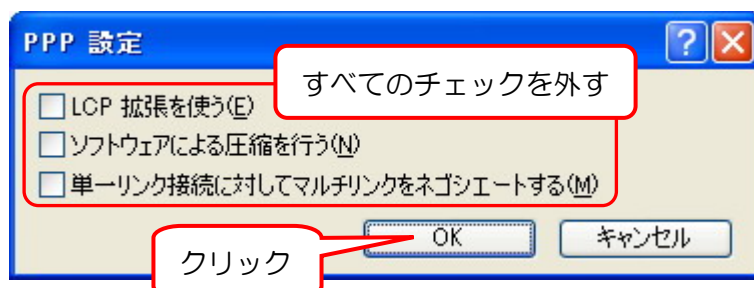 PPP 設定
すべてのチェックを外す
LCP 拡張を使う(E)
ソフトウェアによる圧縮を行う(N)
単一リンク接続に対してマルチリンクをネゴシエートする(M)
OK
キャンセル
クリック